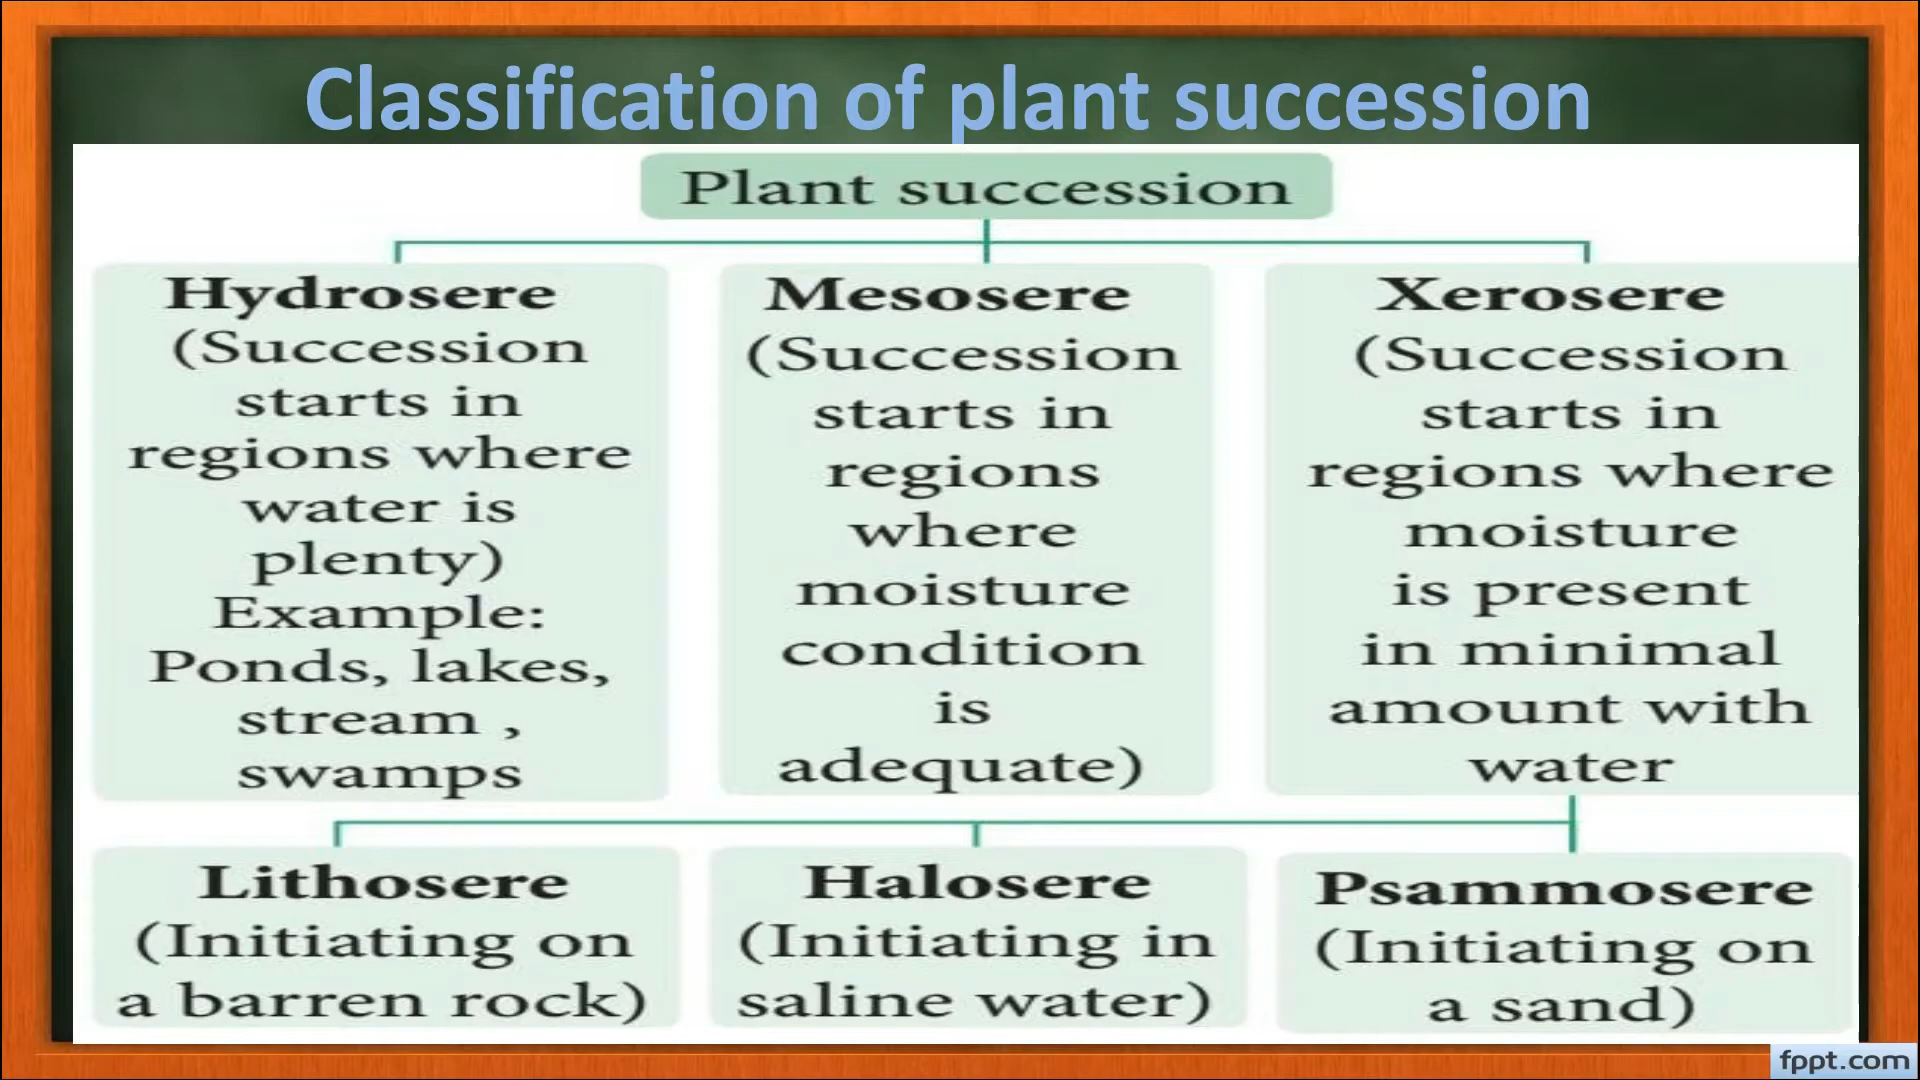 Classification of plant succession
Plant succession
Hydrosere
(Succession
starts in
regions where
water is
plenty)
Example:
Ponds, lakes,
stream ,
swamps
Mesosere
(Succession
starts in
regions
where
moisture
condition
is
adequate)
Xerosere
(Succession
starts in
regions where
moisture
is present
in minimal
amount with
water
Lithosere
(Initiating on
a barren rock)
Halosere
(Initiating in
saline water)
Psammosere
(Initiating on
a sand)
fppt.com